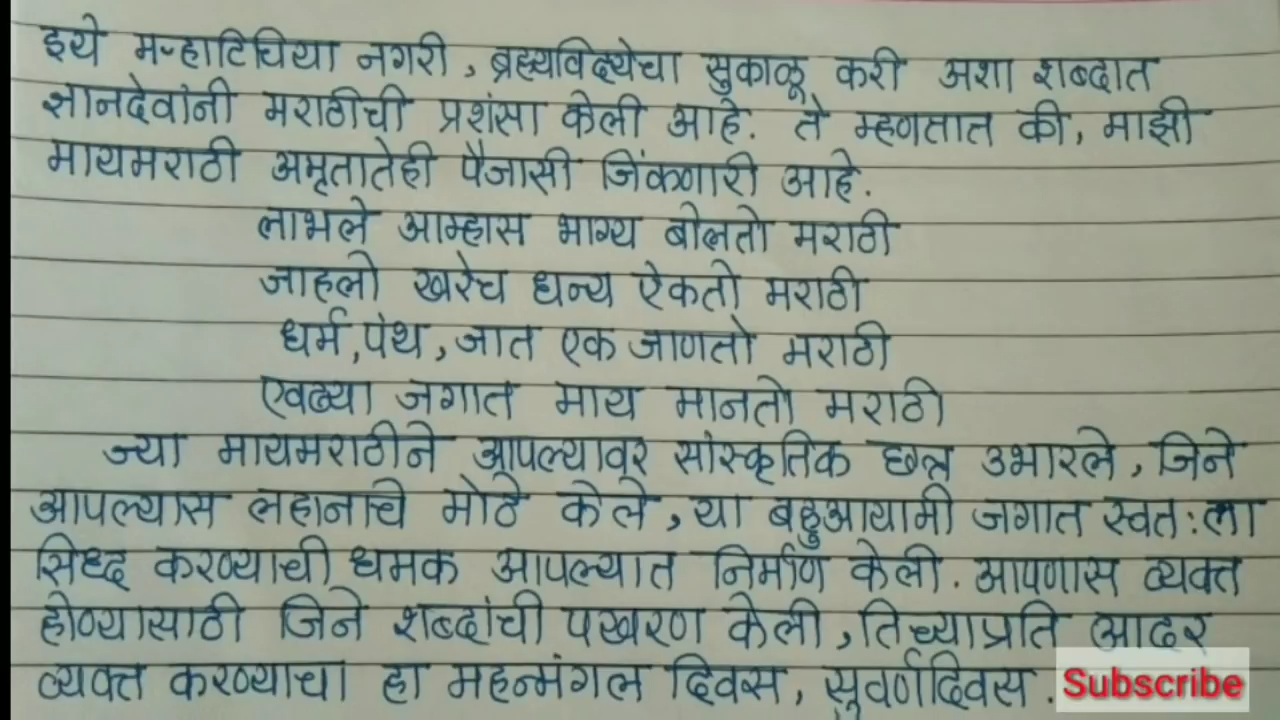 इये मऱ्हाटिचिया नगरी, ब्रह्मविद्येचा सुकाळू करी अशा शब्दात
ज्ञानदेवांनी मराठीची प्रशंसा केली आहे. ते म्हणतात की, माझी
मायमराठी अमृतातेही पैजासी जिंकणारी आहे.
लाभले आम्हास भाग्य बोलतो मराठी
जाहलो खरेच धन्य ऐकतो मराठी
धर्म, पंथ, जात एक जाणतो मराठी
एवढ्या जगात माय मानतो मराठी
ज्या मायमराठीने आपल्यावर सांस्कृतिक छत्र उभारले, जिने
आपल्यास लहानाचे मोठे केले, या बहुआयामी जगात स्वत:ला
सिध्द करण्याची धमक आपल्यात निर्माण केली. आपणास व्यक्त
होण्यासाठी जिने शब्दांची पखरण केली, तिच्याप्रति आदर
व्यक्त करण्याचा हा महन्मंगल दिवस, सुवर्णदिवस.
Subscribe